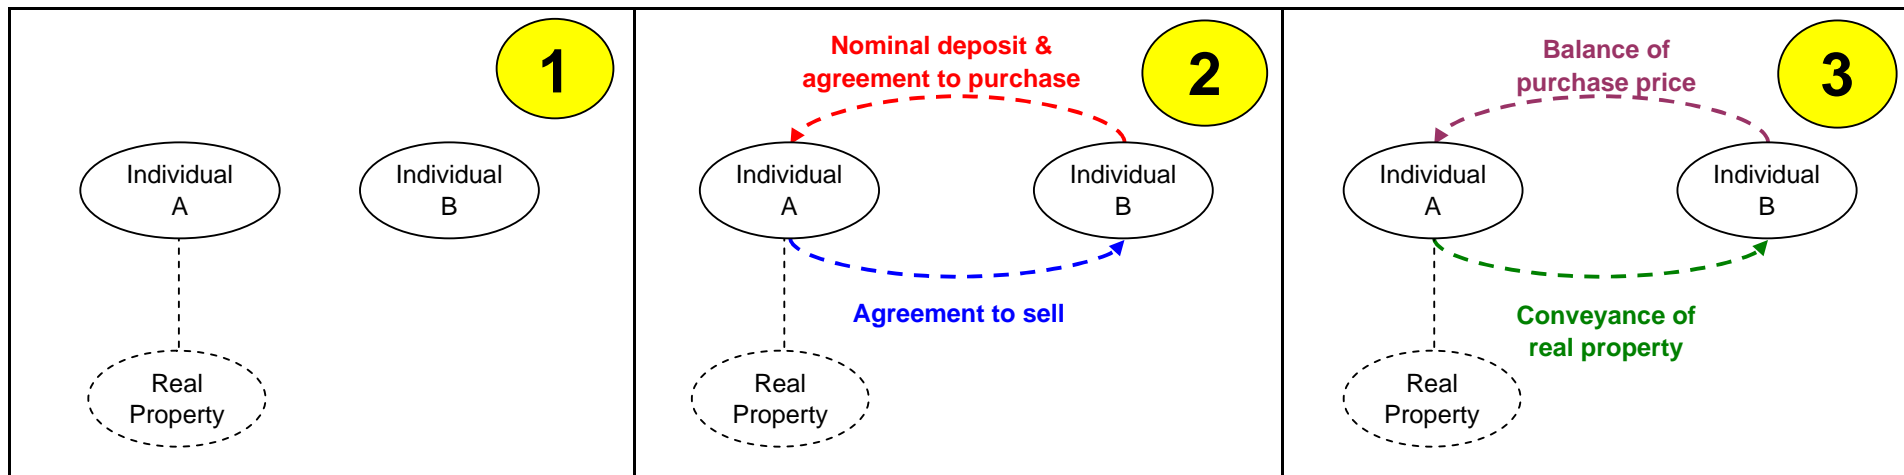 1
Individual
A
Individual
B
Real
Property
2
Nominal deposit &
agreement to purchase
Individual
A
Individual
B
Agreement to sell
Real
Property
3
Balance of
purchase price
Individual
A
Individual
B
Conveyance of
real property
Real
Property